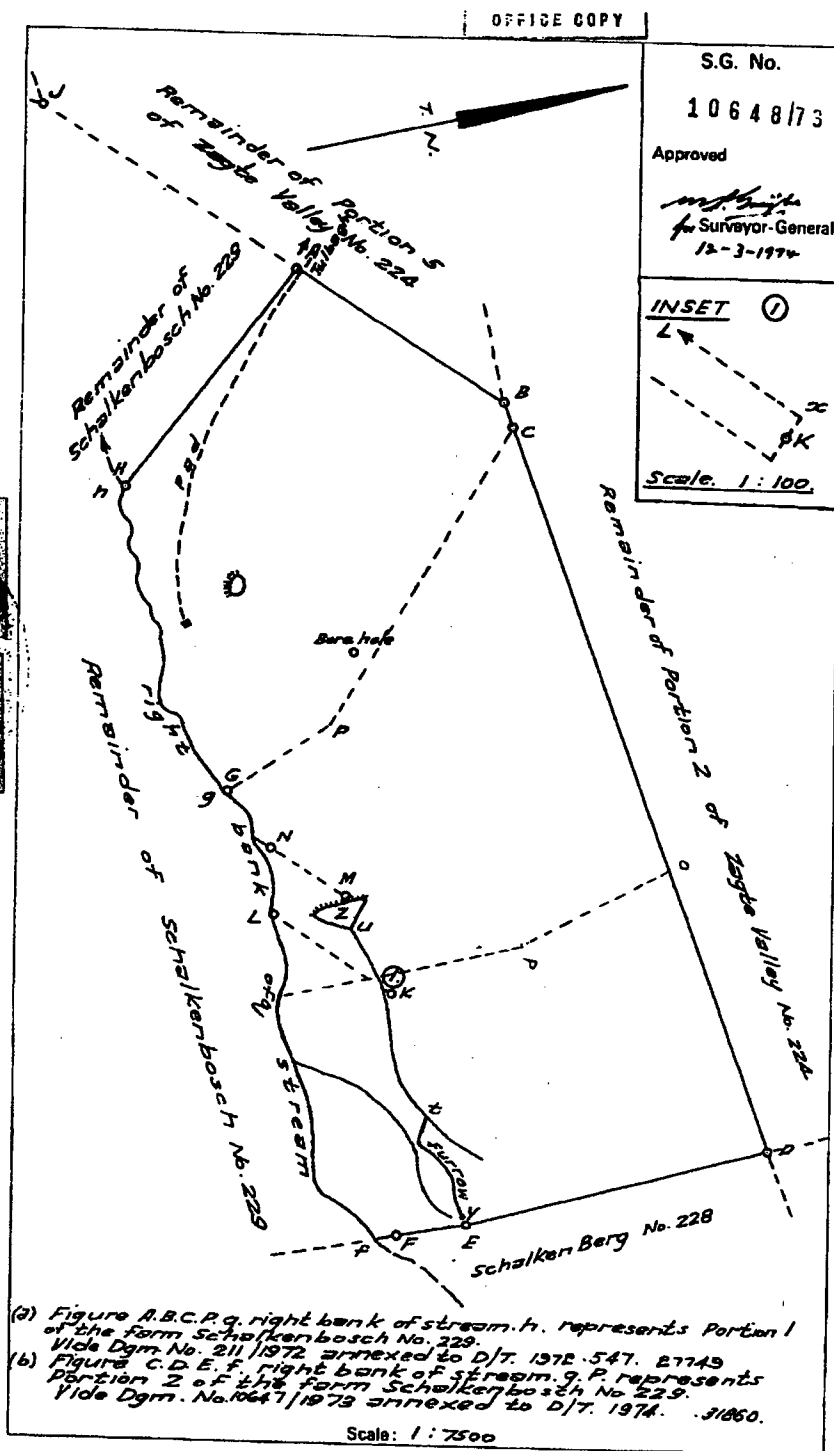 OFFICE COPY
S.G. No.
10648/73
Approved
for Surveyor-General
12-3-1974
INSET 1
L
x
K
Scale. 1:100.
J
Remainder of Portion 5
of Zagte Valley No. 224
T.N.
A
Remainder of
Schalkenbosch No. 229
H
h
B
C
Bore hole
P
G
g
right
bank
of
stream
N
M
Z
U
L
1.
K
q
O
P
t
furrow
y
E
F
f
D
Remainder of Schalkenbosch No. 229
Remainder of Portion 2 of Zagte Valley No. 224
Schalken Berg No. 228
(a) Figure A.B.C.P.g. right bank of stream.h. represents Portion 1
of the farm Schalkenbosch No. 229.
Vide Dgm. No. 211/1972 annexed to D/T. 1972.547. 27749
(b) Figure C.D.E.f. right bank of stream.g.P. represents
Portion 2 of the farm Schalkenbosch No 229.
Vide Dgm. No.10647/1973 annexed to D/T. 1974. .31860.
Scale: 1:7500